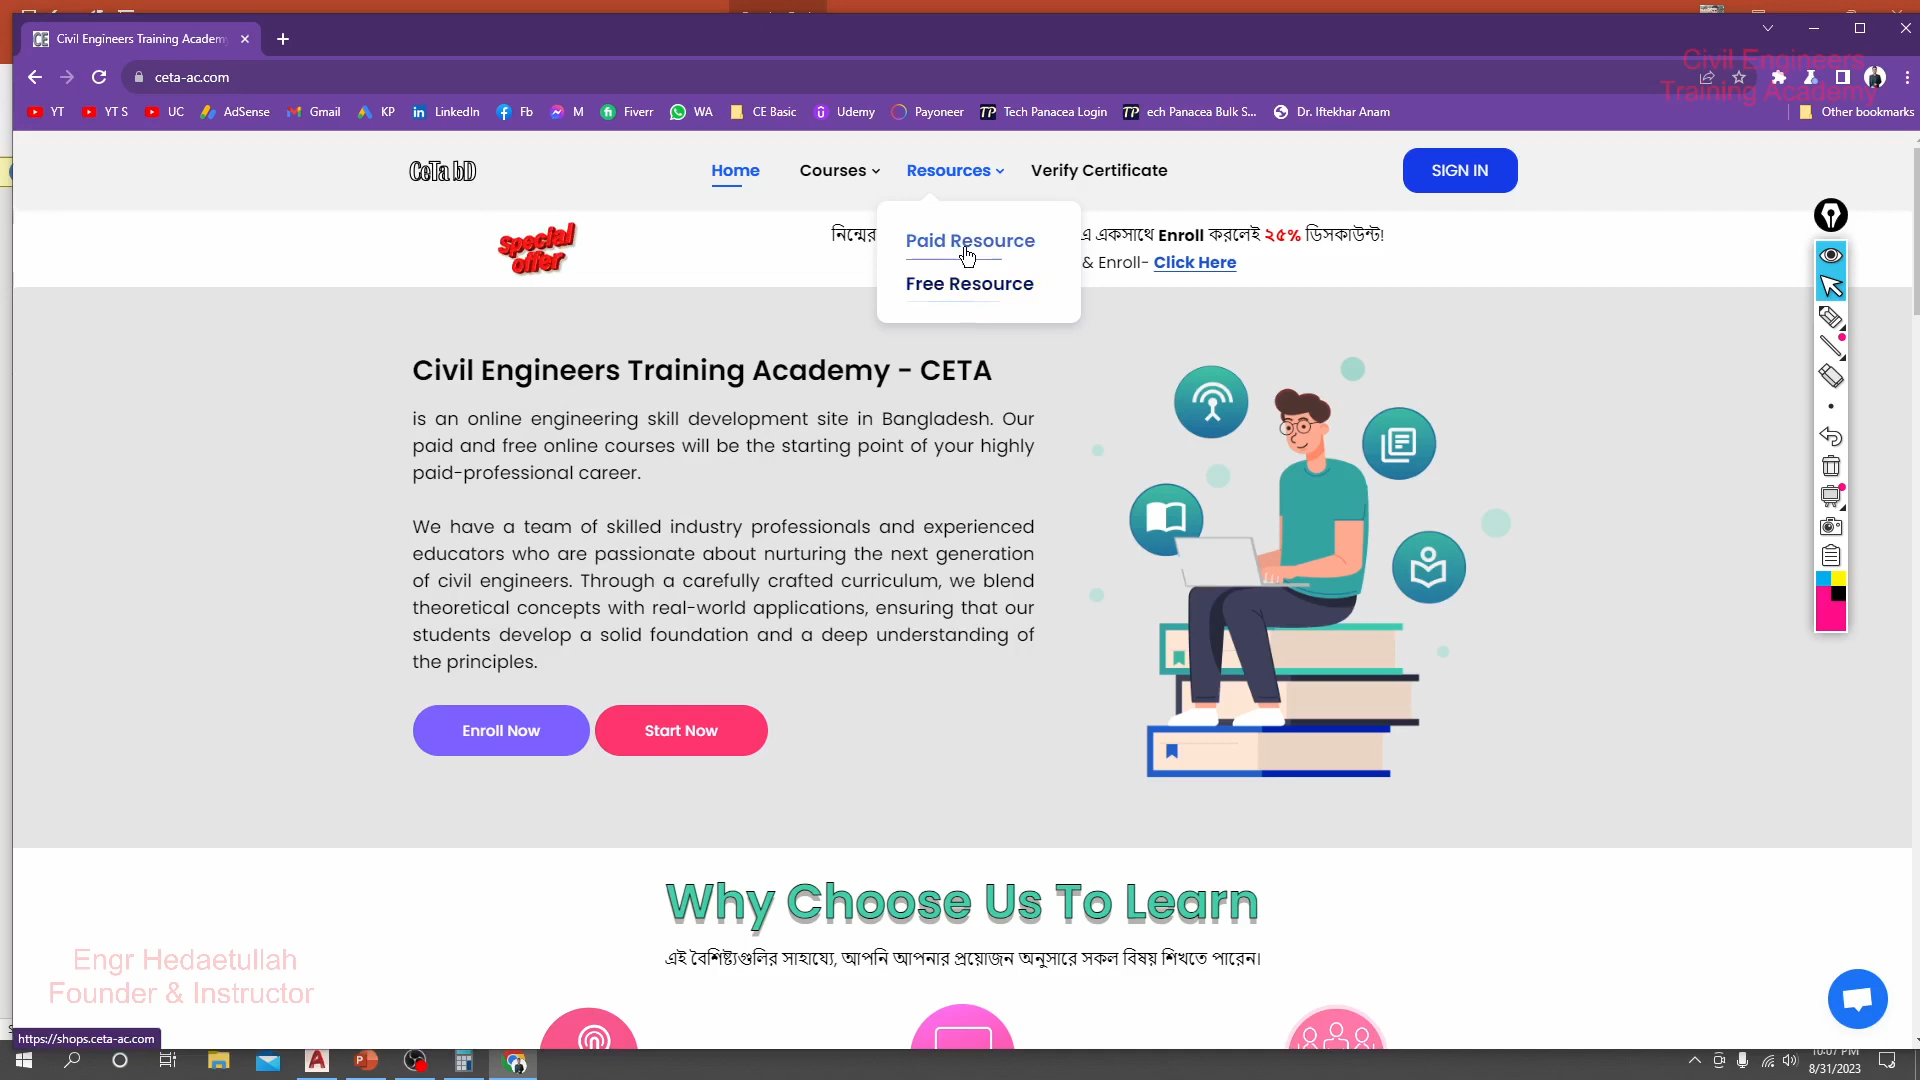 Civil Engineers Training Academy
ceta-ac.com
Civil Engineers
Training Academy
YT
YT S
UC
AdSense
Gmail
KP
LinkedIn
Fb
M
Fiverr
WA
CE Basic
Udemy
Payoneer
Tech Panacea Login
ech Panacea Bulk S...
Dr. Iftekhar Anam
Other bookmarks
CeTa bD
Home
Courses
Resources
Verify Certificate
SIGN IN
Special
offer
নিম্নের
এ একসাথে Enroll করলেই ২৫% ডিসকাউন্ট!
Paid Resource
& Enroll- Click Here
Free Resource
Civil Engineers Training Academy - CETA
is an online engineering skill development site in Bangladesh. Our
paid and free online courses will be the starting point of your highly
paid-professional career.
We have a team of skilled industry professionals and experienced
educators who are passionate about nurturing the next generation
of civil engineers. Through a carefully crafted curriculum, we blend
theoretical concepts with real-world applications, ensuring that our
students develop a solid foundation and a deep understanding of
the principles.
Enroll Now
Start Now
Why Choose Us To Learn
এই বৈশিষ্ট্যগুলির সাহায্যে, আপনি আপনার প্রয়োজন অনুসারে সকল বিষয় শিখতে পারেন।
Engr Hedaetullah
Founder & Instructor
https://shops.ceta-ac.com
10:07 PM
8/31/2023